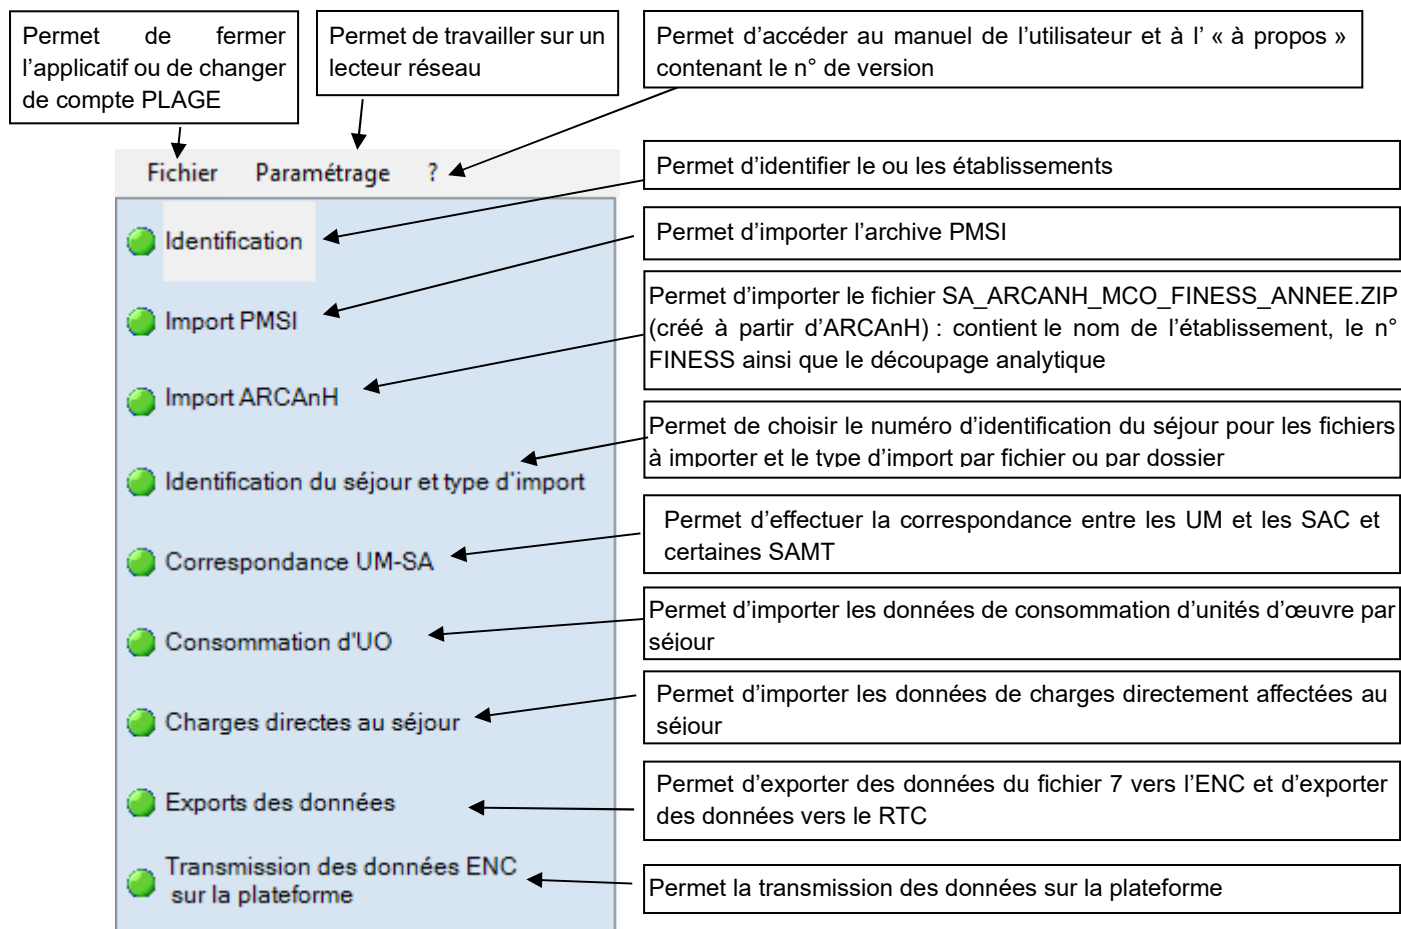 Permet de fermer
l’applicatif ou de changer
de compte PLAGE
Permet de travailler sur un
lecteur réseau
Permet d’accéder au manuel de l’utilisateur et à l’ « à propos »
contenant le n° de version
Fichier Paramétrage ?
Identification
Permet d’identifier le ou les établissements
Import PMSI
Permet d’importer l’archive PMSI
Import ARCAnH
Permet d’importer le fichier SA_ARCANH_MCO_FINESS_ANNEE.ZIP
(créé à partir d’ARCAnH) : contient le nom de l’établissement, le n°
FINESS ainsi que le découpage analytique
Identification du séjour et type d'import
Permet de choisir le numéro d’identification du séjour pour les fichiers
à importer et le type d’import par fichier ou par dossier
Correspondance UM-SA
Permet d’effectuer la correspondance entre les UM et les SAC et
certaines SAMT
Consommation d'UO
Permet d’importer les données de consommation d’unités d’œuvre par
séjour
Charges directes au séjour
Permet d’importer les données de charges directement affectées au
séjour
Exports des données
Permet d’exporter des données du fichier 7 vers l’ENC et d’exporter
des données vers le RTC
Transmission des données ENC
sur la plateforme
Permet la transmission des données sur la plateforme